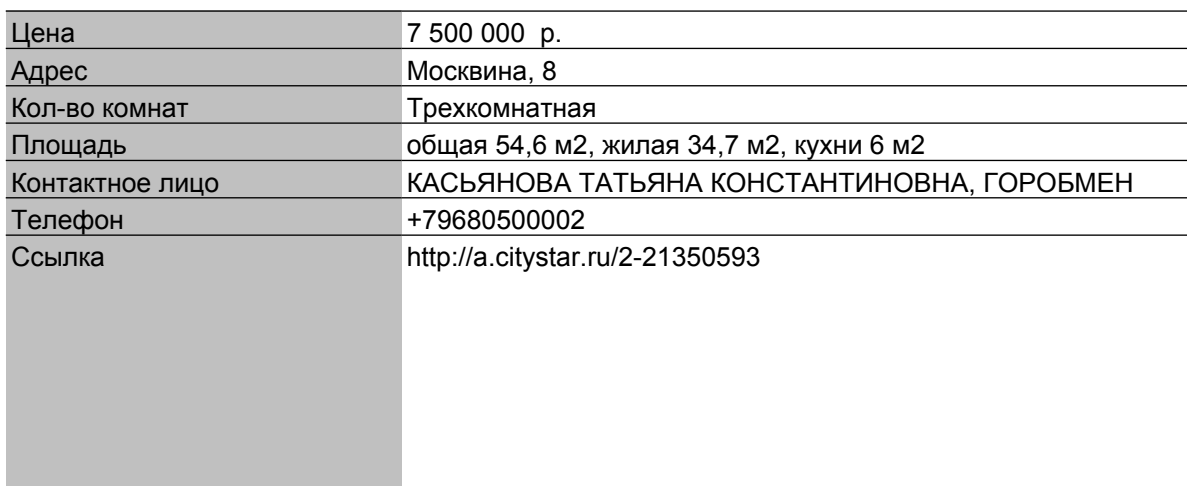 Цена 7 500 000 р.
Адрес Москвина, 8
Кол-во комнат Трехкомнатная
Площадь общая 54,6 м2, жилая 34,7 м2, кухни 6 м2
Контактное лицо КАСЬЯНОВА ТАТЬЯНА КОНСТАНТИНОВНА, ГОРОБМЕН
Телефон +79680500002
Ссылка http://a.citystar.ru/2-21350593